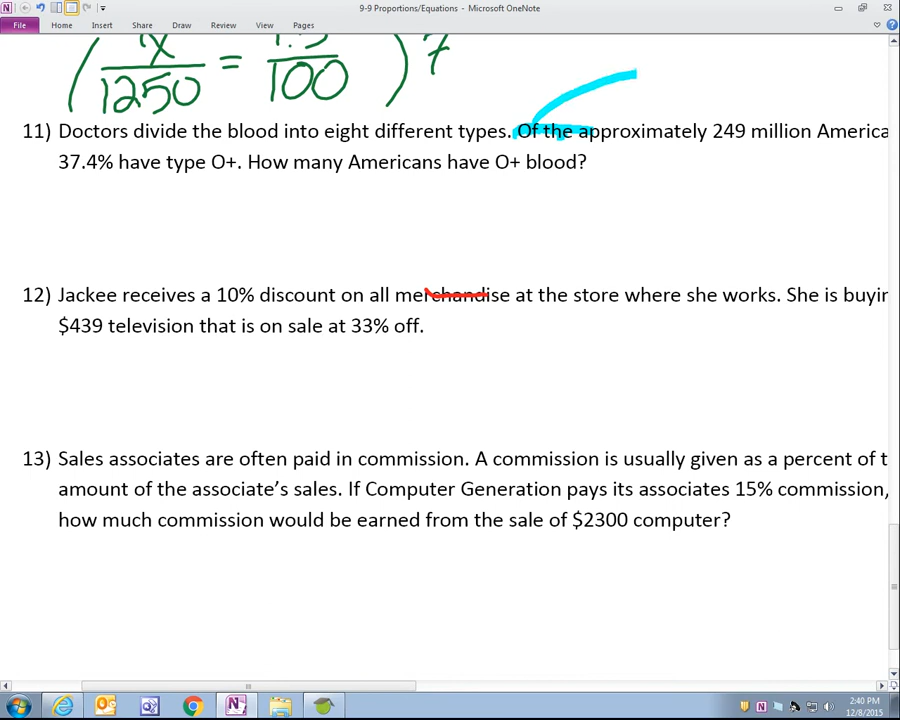 9-9 Proportions/Equations - Microsoft OneNote
File Home Insert Share Draw Review View Pages
1250 = 100 ) 7
11) Doctors divide the blood into eight different types. Of the approximately 249 million America
37.4% have type O+. How many Americans have O+ blood?
12) Jackee receives a 10% discount on all merchandise at the store where she works. She is buyin
$439 television that is on sale at 33% off.
13) Sales associates are often paid in commission. A commission is usually given as a percent of t
amount of the associate's sales. If Computer Generation pays its associates 15% commission,
how much commission would be earned from the sale of $2300 computer?
2:40 PM
12/8/2015